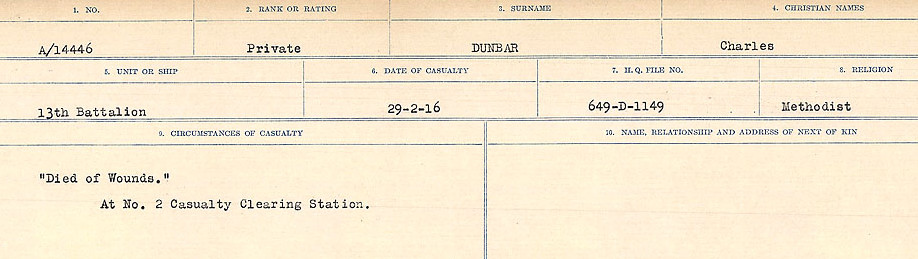 1. NO. 2. RANK OR RATING 3. SURNAME 4. CHRISTIAN NAMES
A/14446 Private DUNBAR Charles
5. UNIT OR SHIP 6. DATE OF CASUALTY 7. H.Q. FILE NO. 8. RELIGION
13th Battalion 29-2-16 649-D-1149 Methodist
9. CIRCUMSTANCES OF CASUALTY 10. NAME, RELATIONSHIP AND ADDRESS OF NEXT OF KIN
"Died of Wounds."
At No. 2 Casualty Clearing Station.